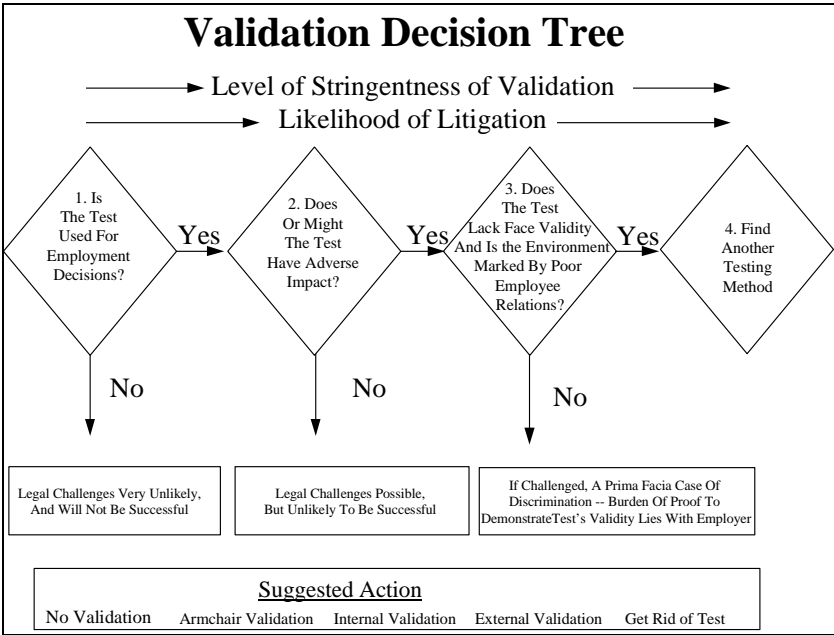 Validation Decision Tree
Level of Stringentness of Validation
Likelihood of Litigation
1. Is
The Test
Used For
Employment
Decisions?
Yes
2. Does
Or Might
The Test
Have Adverse
Impact?
Yes
3. Does
The Test
Lack Face Validity
And Is the Environment
Marked By Poor
Employee
Relations?
Yes
4. Find
Another
Testing
Method
No
No
No
Legal Challenges Very Unlikely,
And Will Not Be Successful
Legal Challenges Possible,
But Unlikely To Be Successful
If Challenged, A Prima Facia Case Of
Discrimination -- Burden Of Proof To
DemonstrateTest's Validity Lies With Employer
Suggested Action
No Validation Armchair Validation Internal Validation External Validation Get Rid of Test